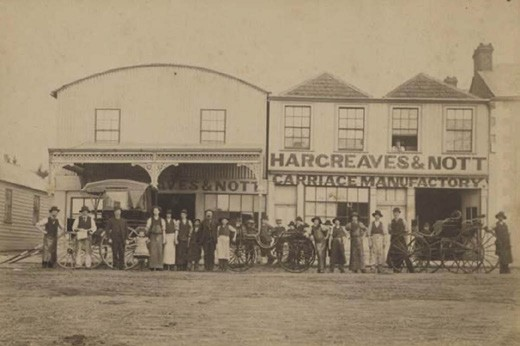 HARGREAVES & NOTT
CARRIAGE MANUFACTORY.
AVES & NOTT